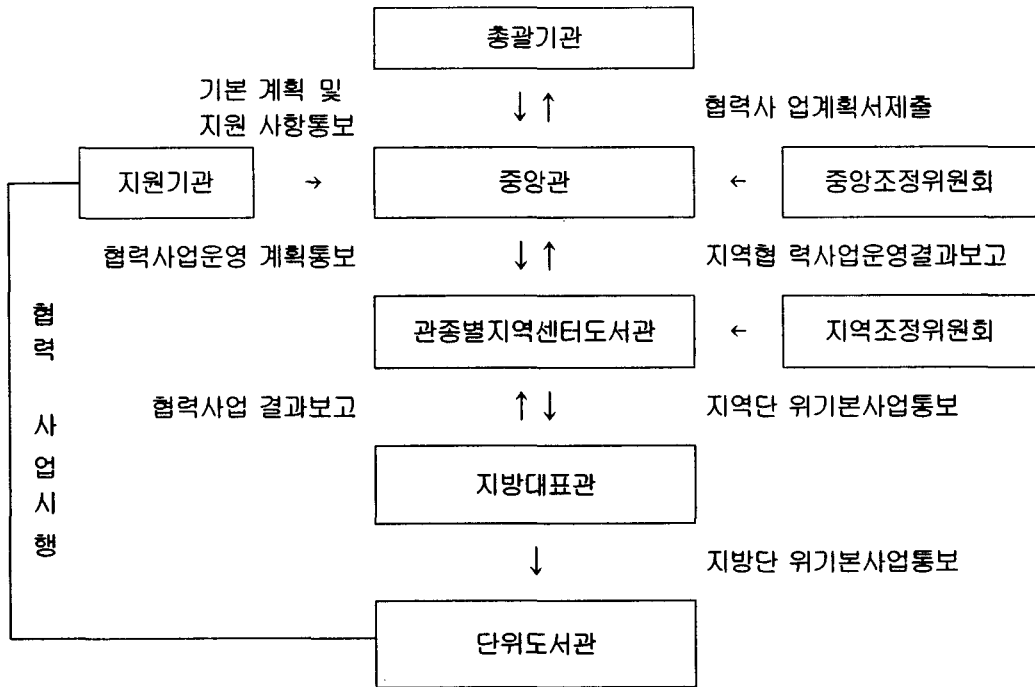 총괄기관
기본 계획 및
지원 사항통보
협력사 업계획서제출
지원기관
→
중앙관
←
중앙조정위원회
협력사업운영 계획통보
지역협 력사업운영결과보고
관종별지역센터도서관
←
지역조정위원회
협력사업 결과보고
지역단 위기본사업통보
지방대표관
지방단 위기본사업통보
단위도서관
협력 사업시행